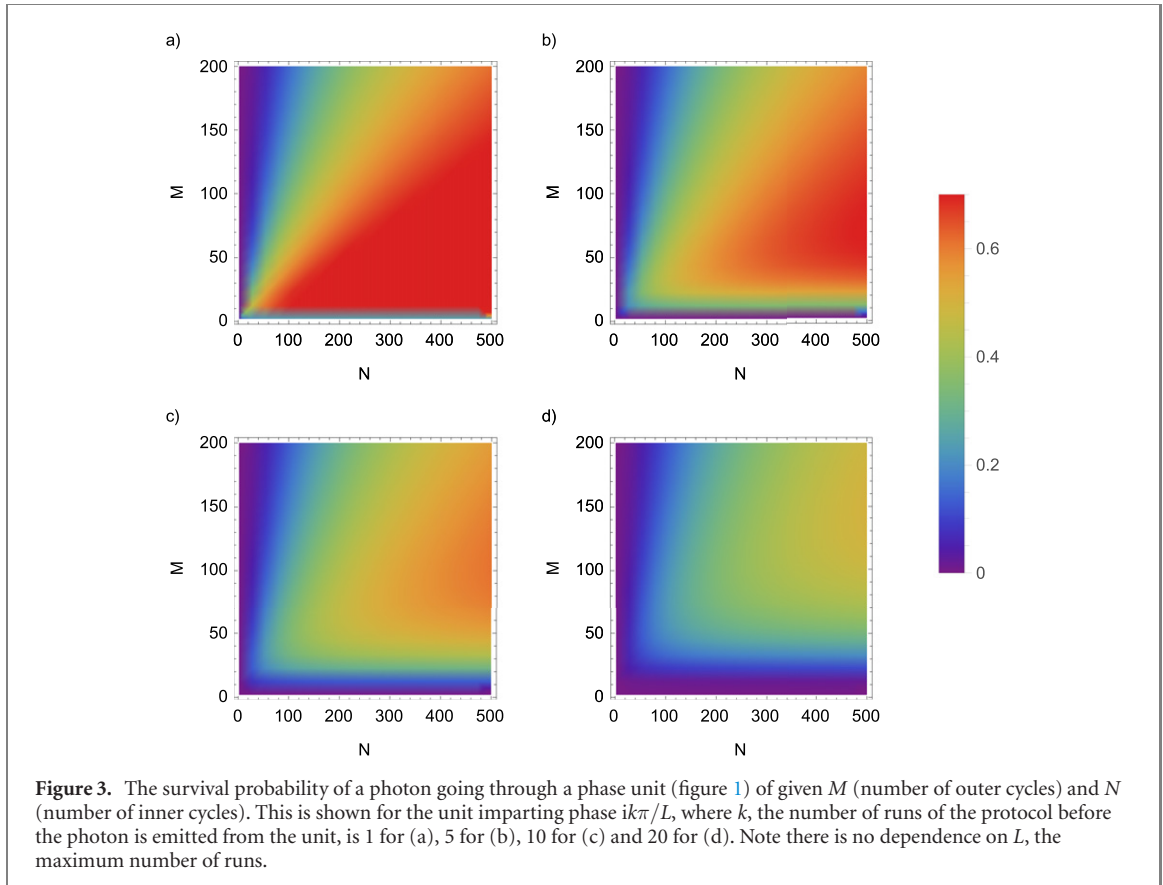 a)
b)
200
150
100
50
0
M
0 100 200 300 400 500
N
200
150
100
50
0
M
0 100 200 300 400 500
N
0.6
0.4
0.2
0
c)
d)
200
150
100
50
0
M
0 100 200 300 400 500
N
200
150
100
50
0
M
0 100 200 300 400 500
N
Figure 3. The survival probability of a photon going through a phase unit (figure 1) of given M (number of outer cycles) and N
(number of inner cycles). This is shown for the unit imparting phase ikπ/L, where k, the number of runs of the protocol before
the photon is emitted from the unit, is 1 for (a), 5 for (b), 10 for (c) and 20 for (d). Note there is no dependence on L, the
maximum number of runs.